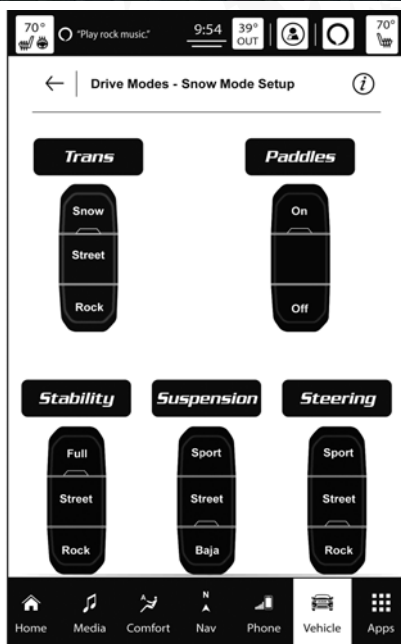 70°
"Play rock music."
9:54
39°
OUT
70°
Drive Modes - Snow Mode Setup
i
Trans
Paddles
Snow
Street
Rock
On
Off
Stability
Suspension
Steering
Full
Street
Rock
Sport
Street
Baja
Sport
Street
Rock
A
N
Home
Media
Comfort
Nav
Phone
Vehicle
Apps